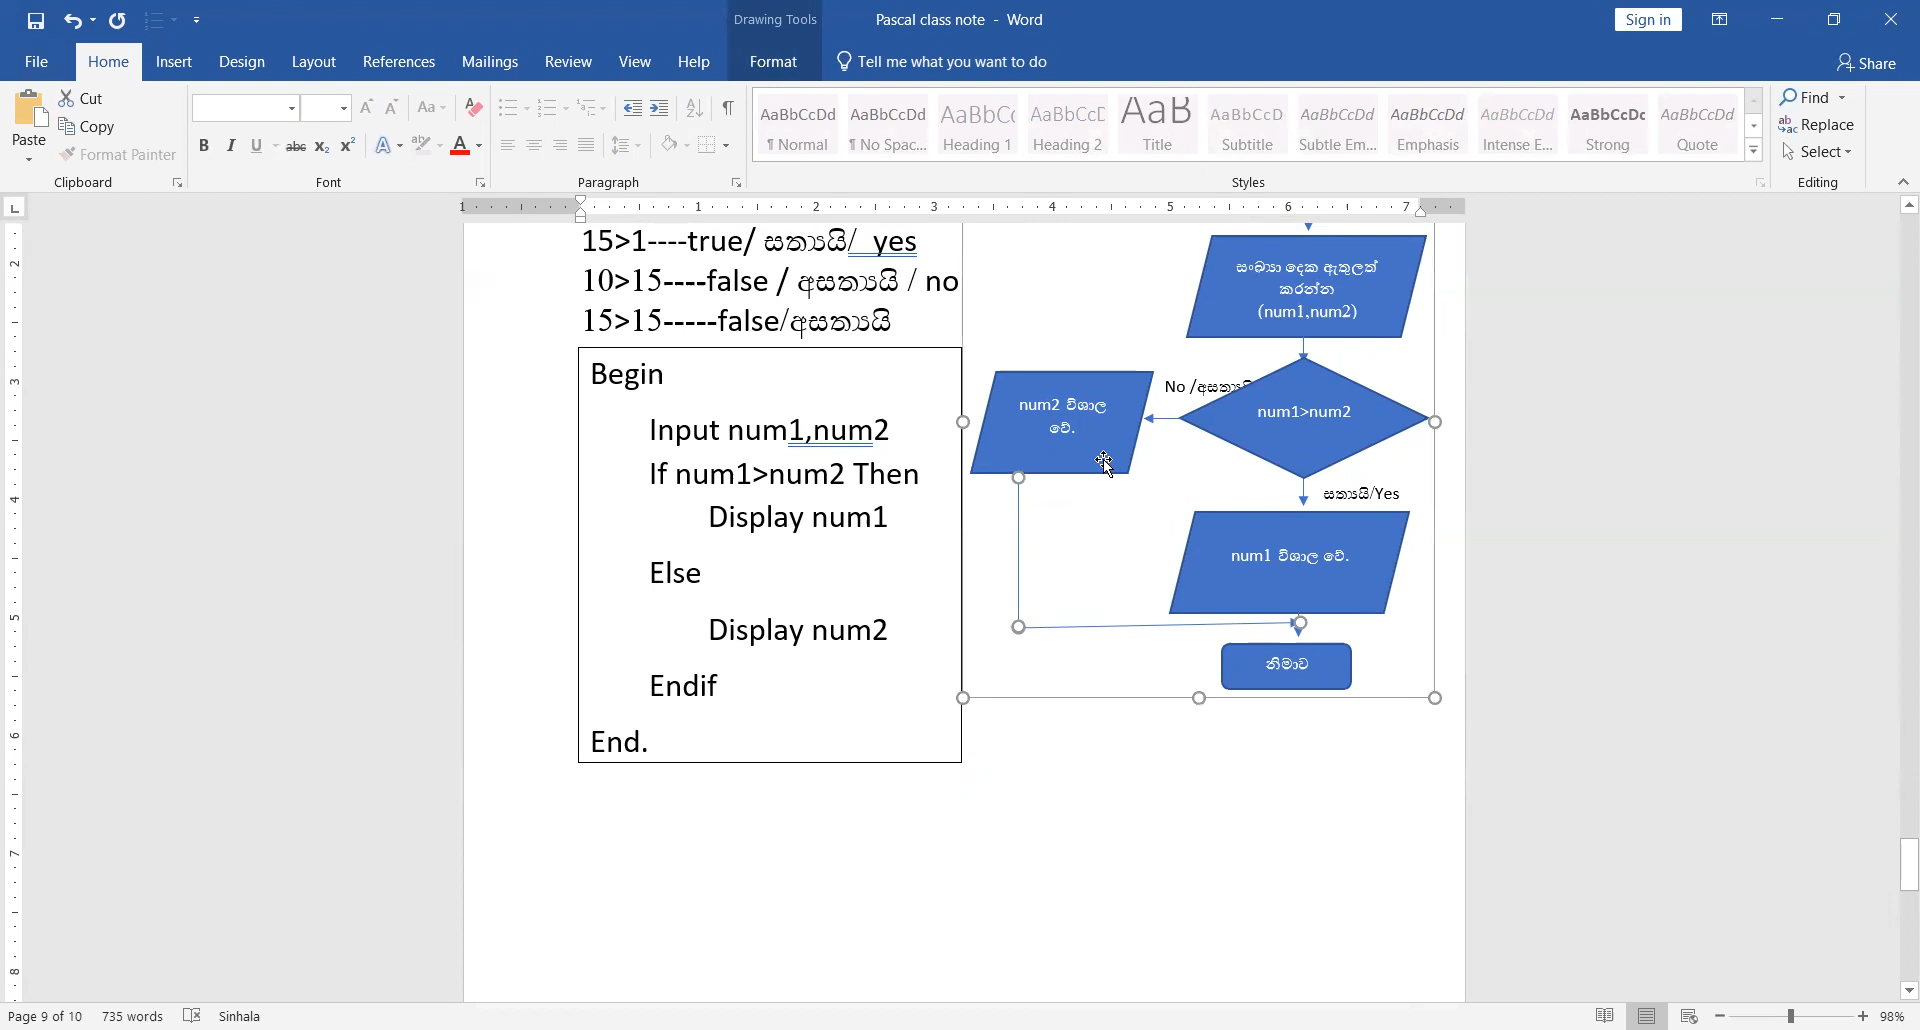 Drawing Tools
Pascal class note - Word
Sign in
File
Home
Insert
Design
Layout
References
Mailings
Review
View
Help
Format
Tell me what you want to do
Share
Paste
Cut
Copy
Format Painter
Clipboard
Font
Paragraph
AaBbCcDd
¶ Normal
AaBbCcDd
¶ No Spac...
AaBbCc
Heading 1
AaBbCcC
Heading 2
AaB
Title
AaBbCcD
Subtitle
AaBbCcDd
Subtle Em...
AaBbCcDd
Emphasis
AaBbCcDd
Intense E...
AaBbCcDc
Strong
AaBbCcDd
Quote
Styles
Find
Replace
Select
Editing
15>1----true/ සත්‍යයි/ yes
10>15----false / අසත්‍යයි / no
15>15-----false/අසත්‍යයි
Begin
Input num1,num2
If num1>num2 Then
Display num1
Else
Display num2
Endif
End.
සංඛ්‍යා දෙක ඇතුලත්
කරන්න
(num1,num2)
No /අසත්‍යයි
num1>num2
num2 විශාල
වේ.
සත්‍යයි/Yes
num1 විශාල වේ.
නිමාව
Page 9 of 10
735 words
Sinhala
98%